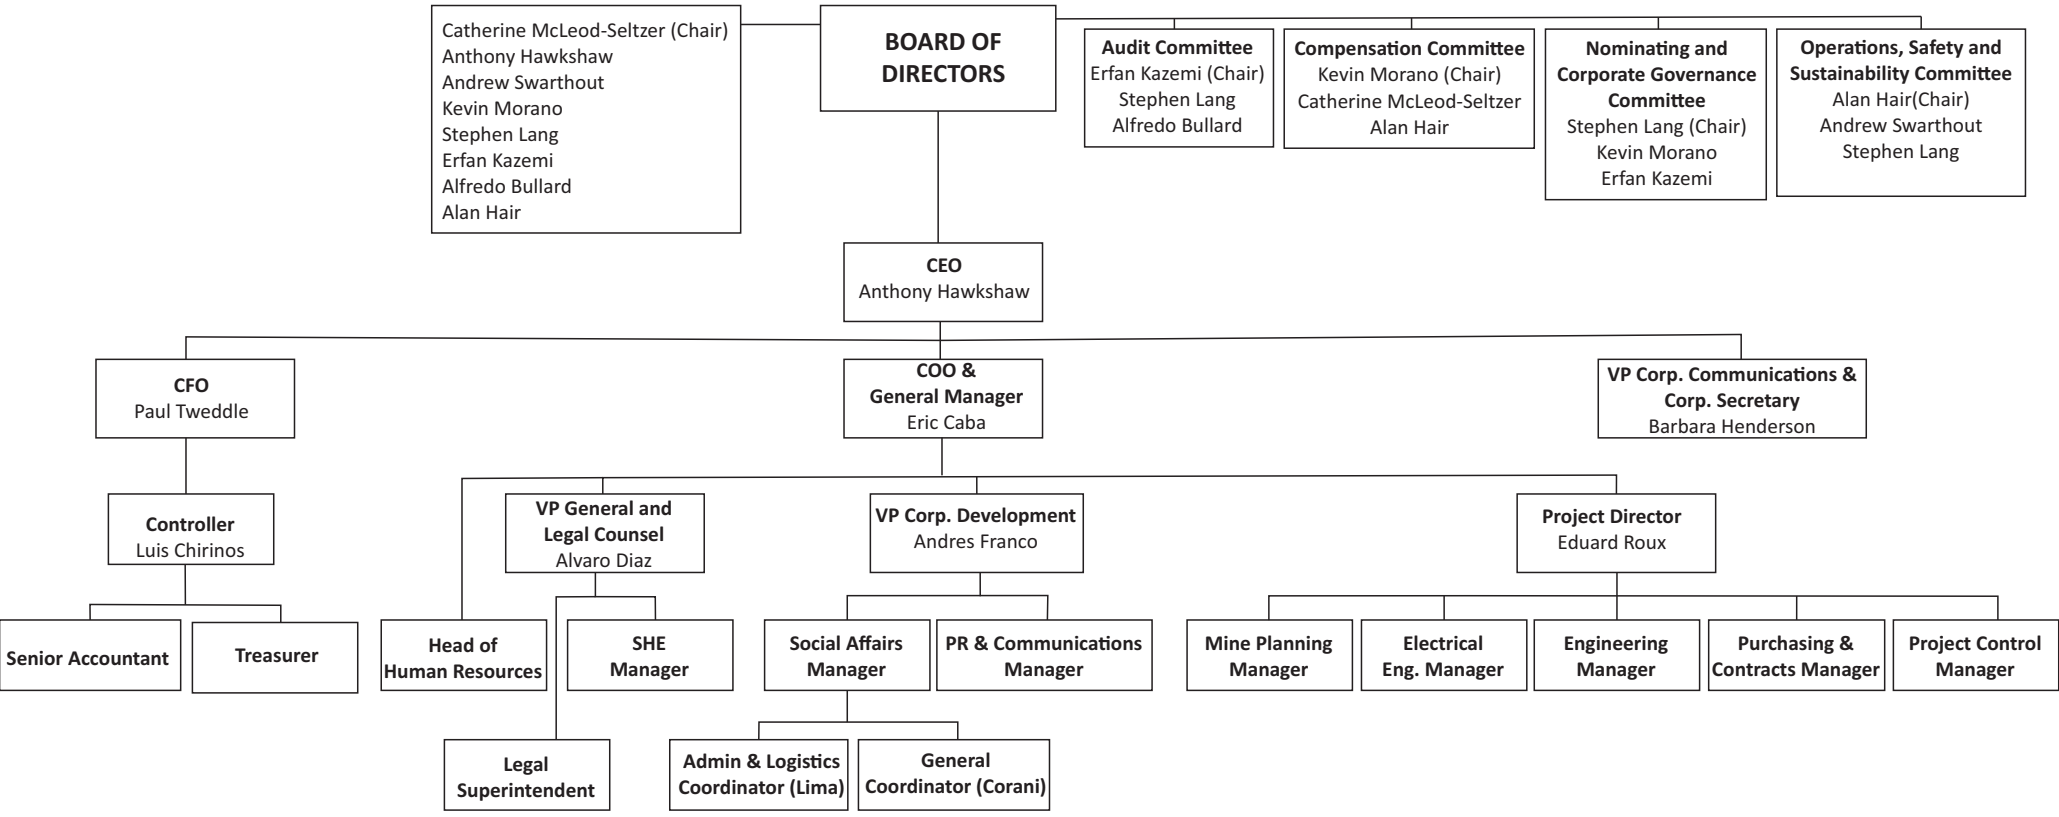 Catherine McLeod-Seltzer (Chair)
Anthony Hawkshaw
Andrew Swarthout
Kevin Morano
Stephen Lang
Erfan Kazemi
Alfredo Bullard
Alan Hair
BOARD OF
DIRECTORS
Audit Committee
Erfan Kazemi (Chair)
Stephen Lang
Alfredo Bullard
Compensation Committee
Kevin Morano (Chair)
Catherine McLeod-Seltzer
Alan Hair
Nominating and
Corporate Governance
Committee
Stephen Lang (Chair)
Kevin Morano
Erfan Kazemi
Operations, Safety and
Sustainability Committee
Alan Hair(Chair)
Andrew Swarthout
Stephen Lang
CEO
Anthony Hawkshaw
CFO
Paul Tweddle
COO &
General Manager
Eric Caba
VP Corp. Communications &
Corp. Secretary
Barbara Henderson
Controller
Luis Chirinos
VP General and
Legal Counsel
Alvaro Diaz
VP Corp. Development
Andres Franco
Project Director
Eduard Roux
Senior Accountant
Treasurer
Head of
Human Resources
SHE
Manager
Social Affairs
Manager
PR & Communications
Manager
Mine Planning
Manager
Electrical
Eng. Manager
Engineering
Manager
Purchasing &
Contracts Manager
Project Control
Manager
Legal
Superintendent
Admin & Logistics
Coordinator (Lima)
General
Coordinator (Corani)